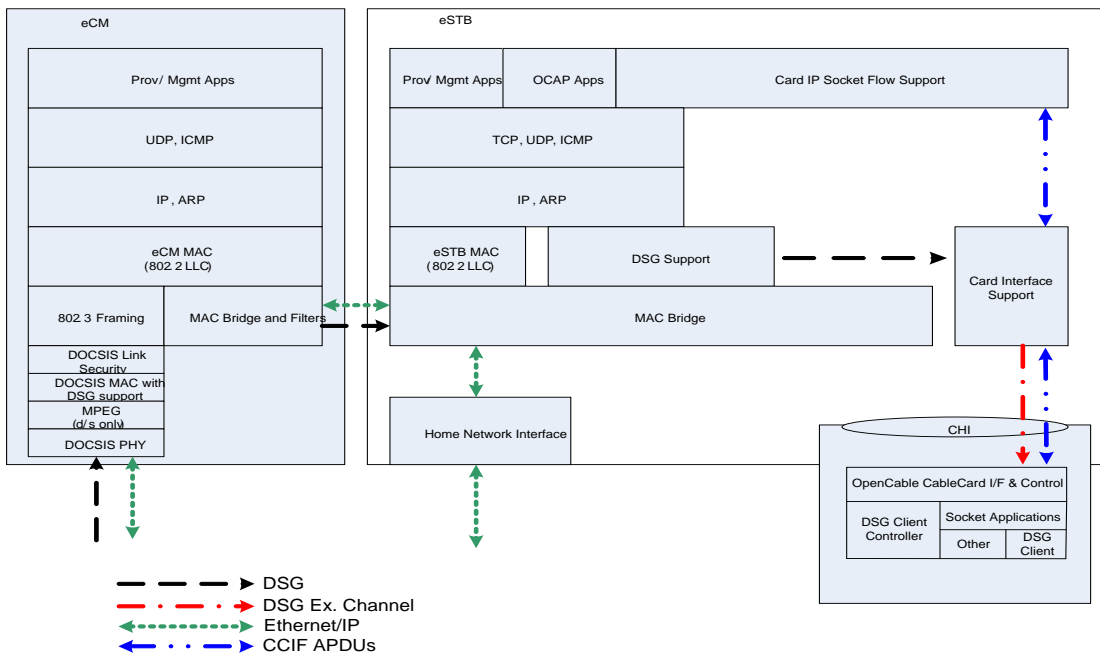 eCM
Prov/ Mgmt Apps
UDP, ICMP
IP, ARP
eCM MAC
(802.2 LLC)
802.3 Framing
MAC Bridge and Filters
DOCSIS Link
Security
DOCSIS MAC with
DSG support
MPEG
(d/s only)
DOCSIS PHY
eSTB
Prov/ Mgmt Apps
OCAP Apps
Card IP Socket Flow Support
TCP, UDP, ICMP
IP, ARP
eSTB MAC
(802.2 LLC)
DSG Support
Card Interface
Support
MAC Bridge
Home Network Interface
CHI
OpenCable CableCard I/F & Control
DSG Client
Controller
Socket Applications
Other
DSG
Client
DSG
DSG Ex. Channel
Ethernet/IP
CCIF APDUs